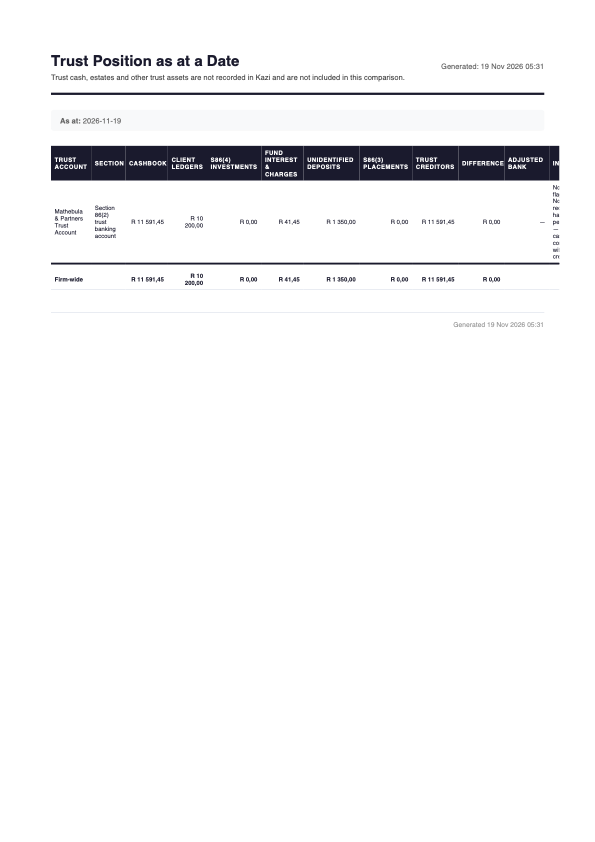 Trust Position as at a Date
Generated: 19 Nov 2026 05:31
Trust cash, estates and other trust assets are not recorded in Kazi and are not included in this comparison.
As at: 2026-11-19
TRUST ACCOUNT
SECTION
CASHBOOK
CLIENT LEDGERS
S86(4) INVESTMENTS
FUND INTEREST & CHARGES
UNIDENTIFIED DEPOSITS
S86(3) PLACEMENTS
TRUST CREDITORS
DIFFERENCE
ADJUSTED BANK
Mathebula & Partners Trust Account
Section 86(2) trust banking account
R 11 591,45
R 10 200,00
R 0,00
R 41,45
R 1 350,00
R 0,00
R 11 591,45
R 0,00
—
Firm-wide
R 11 591,45
R 10 200,00
R 0,00
R 41,45
R 1 350,00
R 0,00
R 11 591,45
R 0,00
Generated 19 Nov 2026 05:31